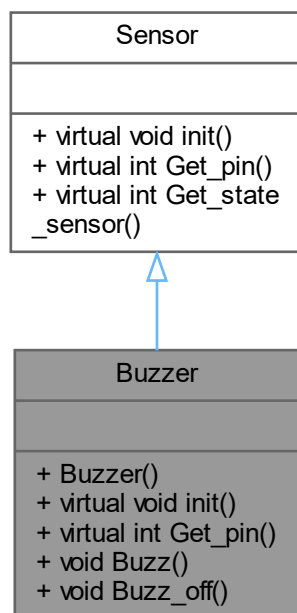 Sensor
+ virtual void init()
+ virtual int Get_pin()
+ virtual int Get_state
_sensor()
Buzzer
+ Buzzer()
+ virtual void init()
+ virtual int Get_pin()
+ void Buzz()
+ void Buzz_off()